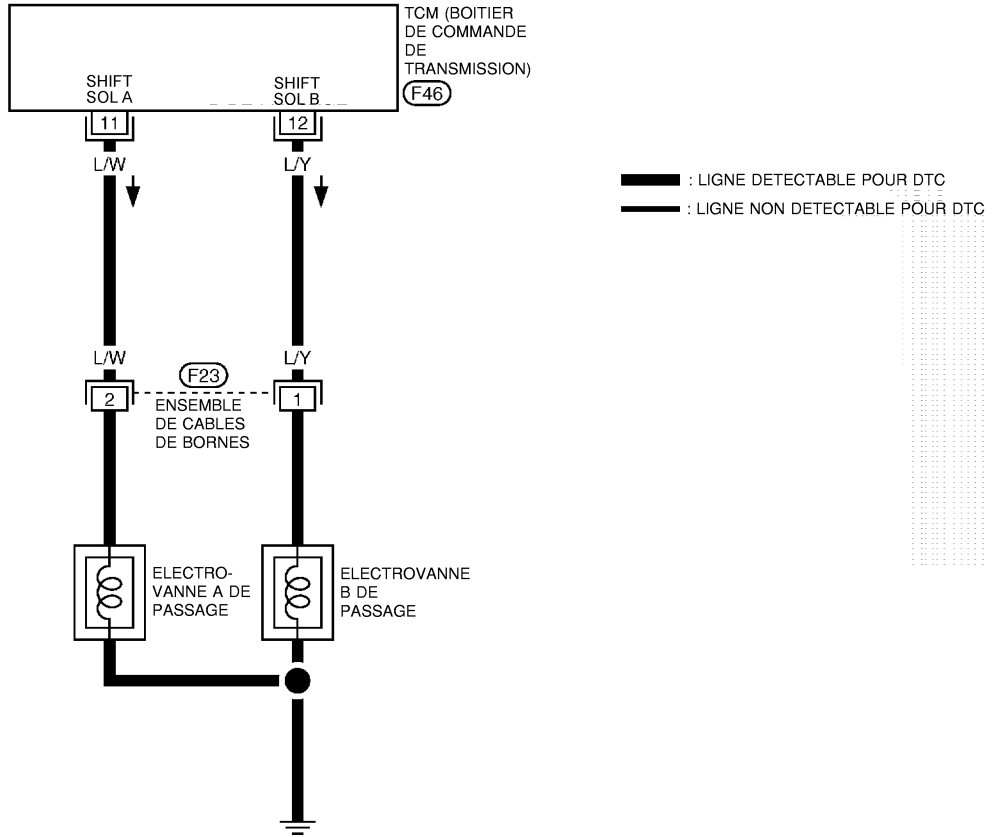 TCM (BOITIER
DE COMMANDE
DE
TRANSMISSION)
F46
SHIFT
SOL A
SHIFT
SOL B
11
12
L/W
L/Y
: LIGNE DETECTABLE POUR DTC
: LIGNE NON DETECTABLE POUR DTC
L/W
L/Y
F23
2
1
ENSEMBLE
DE CABLES
DE BORNES
ELECTRO-
VANNE A DE
PASSAGE
ELECTROVANNE
B DE
PASSAGE